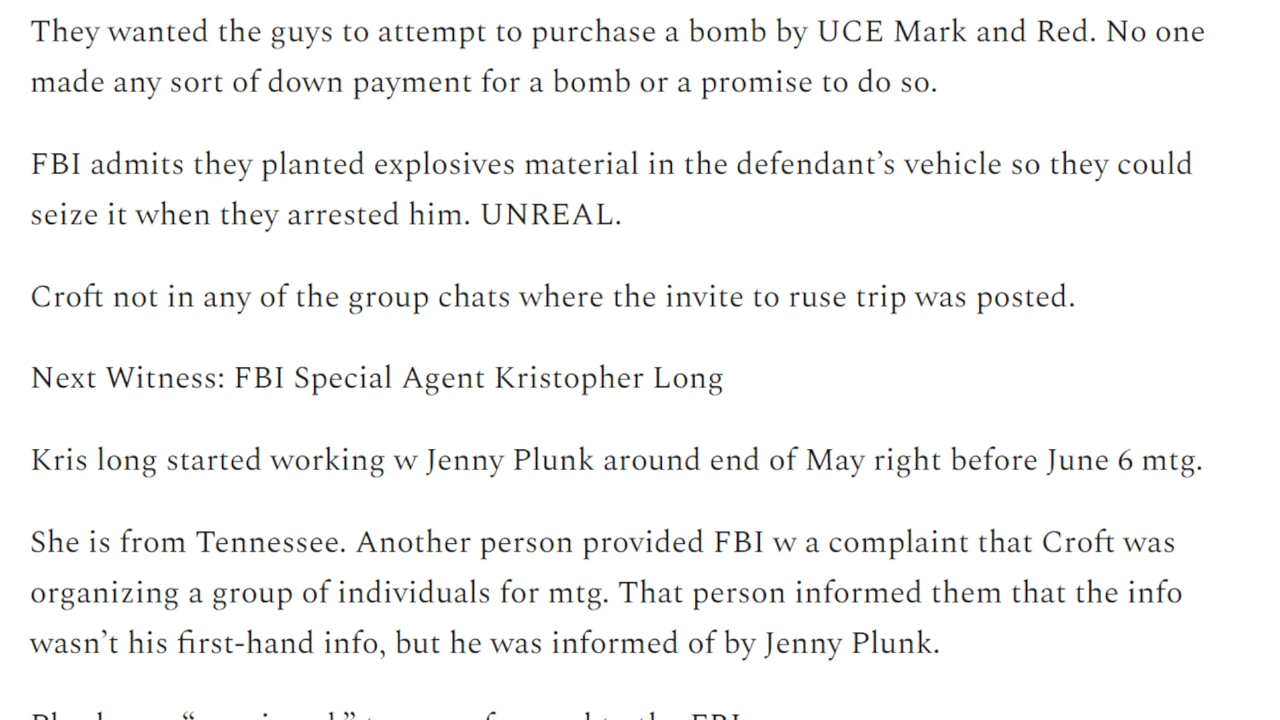 They wanted the guys to attempt to purchase a bomb by UCE Mark and Red. No one
made any sort of down payment for a bomb or a promise to do so.
FBI admits they planted explosives material in the defendant’s vehicle so they could
seize it when they arrested him. UNREAL.
Croft not in any of the group chats where the invite to ruse trip was posted.
Next Witness: FBI Special Agent Kristopher Long
Kris long started working w Jenny Plunk around end of May right before June 6 mtg.
She is from Tennessee. Another person provided FBI w a complaint that Croft was
organizing a group of individuals for mtg. That person informed them that the info
wasn’t his first-hand info, but he was informed of by Jenny Plunk.